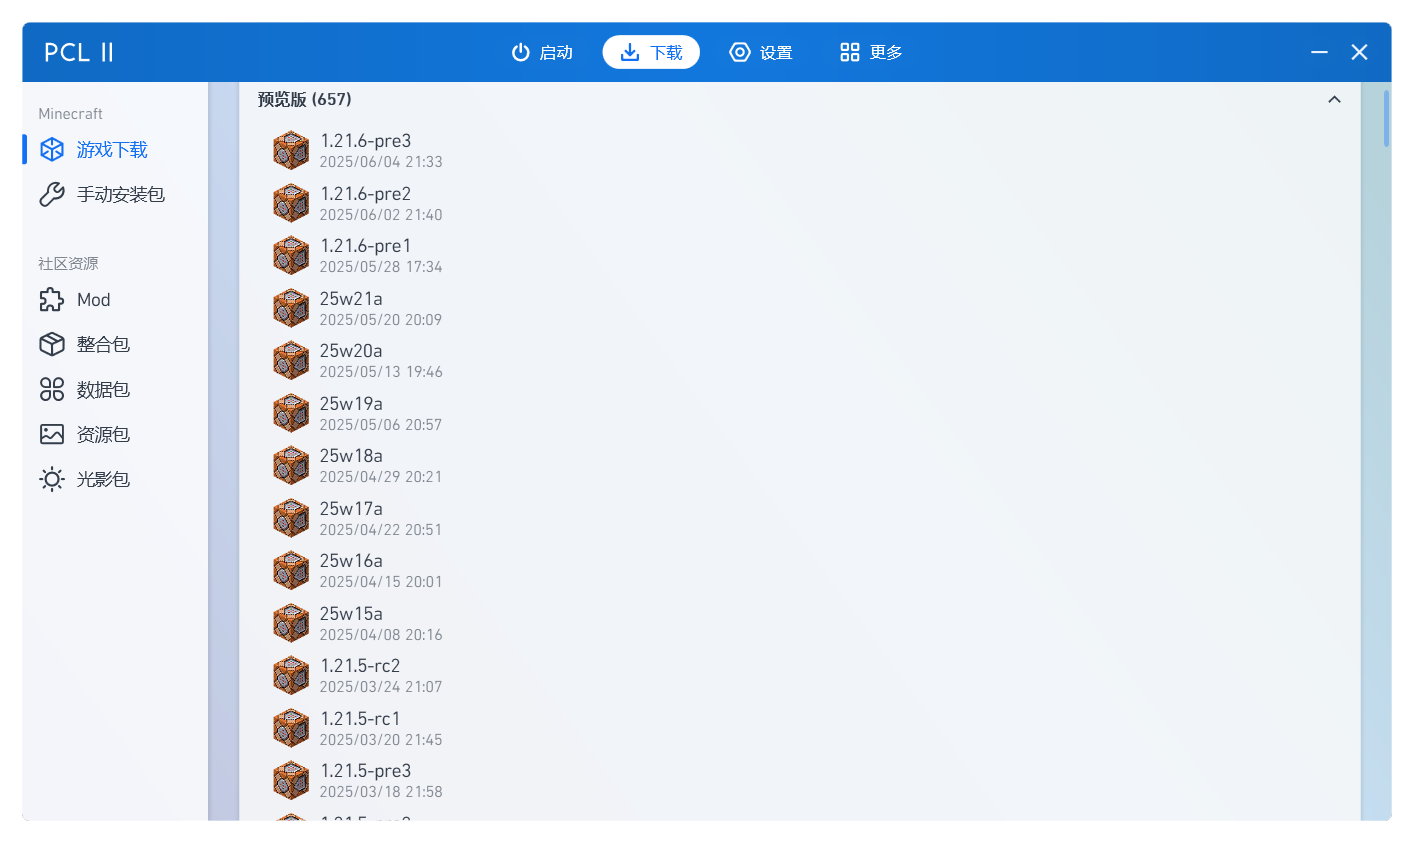 PCL II
启动
下载
设置
更多
Minecraft
游戏下载
手动安装包
社区资源
Mod
整合包
数据包
资源包
光影包
预览版 (657)
1.21.6-pre3
2025/06/04 21:33
1.21.6-pre2
2025/06/02 21:40
1.21.6-pre1
2025/05/28 17:34
25w21a
2025/05/20 20:09
25w20a
2025/05/13 19:46
25w19a
2025/05/06 20:57
25w18a
2025/04/29 20:21
25w17a
2025/04/22 20:51
25w16a
2025/04/15 20:01
25w15a
2025/04/08 20:16
1.21.5-rc2
2025/03/24 21:07
1.21.5-rc1
2025/03/20 21:45
1.21.5-pre3
2025/03/18 21:58